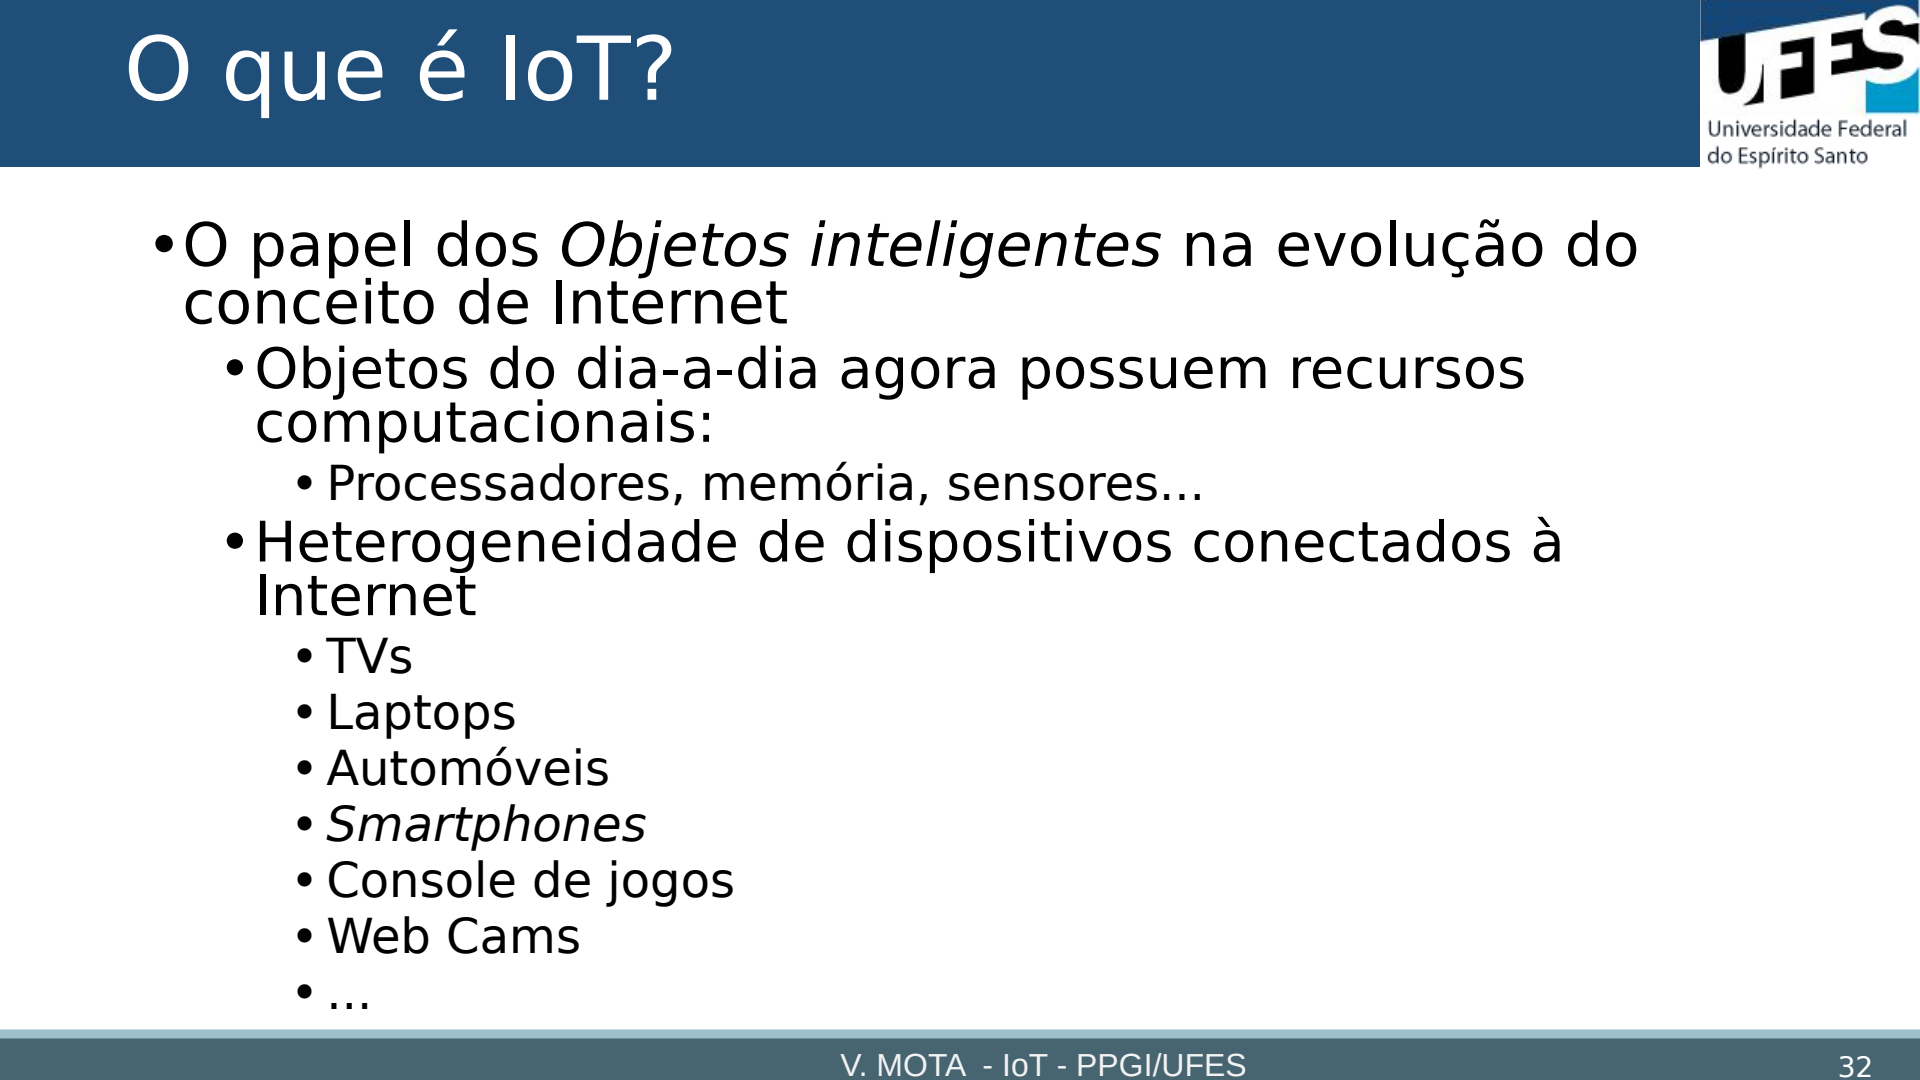 O que é IoT?
UFES
Universidade Federal
do Espírito Santo
•O papel dos Objetos inteligentes na evolução do
conceito de Internet
•Objetos do dia-a-dia agora possuem recursos
computacionais:
•Processadores, memória, sensores...
•Heterogeneidade de dispositivos conectados à
Internet
•TVs
•Laptops
•Automóveis
•Smartphones
•Console de jogos
•Web Cams
•...
V. MOTA  - IoT - PPGI/UFES
32